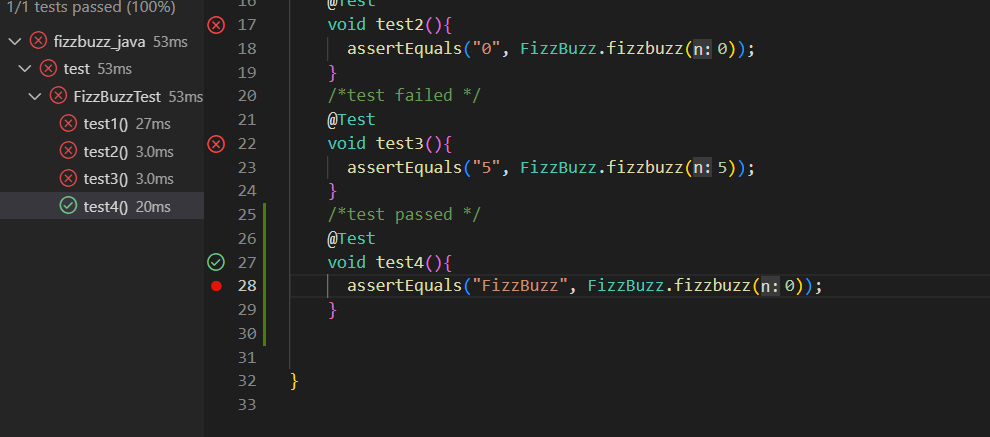 1/1 tests passed (100%)
fizzbuzz_java 53ms
test 53ms
FizzBuzzTest 53ms
test1() 27ms
test2() 3.0ms
test3() 3.0ms
test4() 20ms
16 @Test
17 void test2(){
18 assertEquals("0", FizzBuzz.fizzbuzz(n: 0));
19 }
20 /*test failed */
21 @Test
22 void test3(){
23 assertEquals("5", FizzBuzz.fizzbuzz(n: 5));
24 }
25 /*test passed */
26 @Test
27 void test4(){
28 assertEquals("FizzBuzz", FizzBuzz.fizzbuzz(n: 0));
29 }
30
31
32 }
33